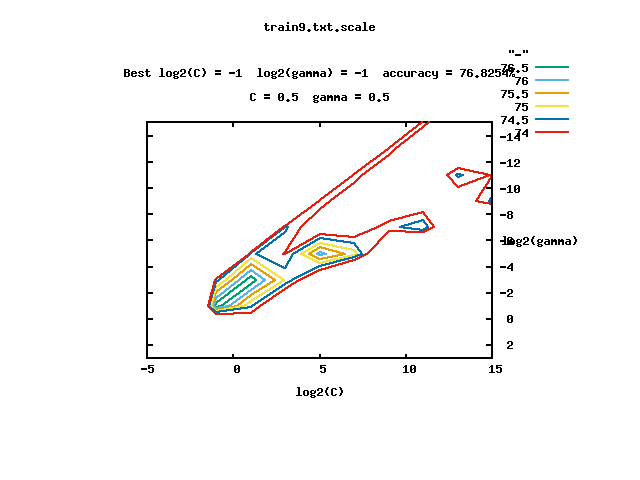 train9.txt.scale
"-"
Best log2(C) = -1  log2(gamma) = -1  accuracy = 76.8254%
C = 0.5  gamma = 0.5
76.5
76
75.5
75
74.5
74
-14
-12
-10
-8
-6
log2(gamma)
-4
-2
0
2
-5 0 5 10 15
log2(C)